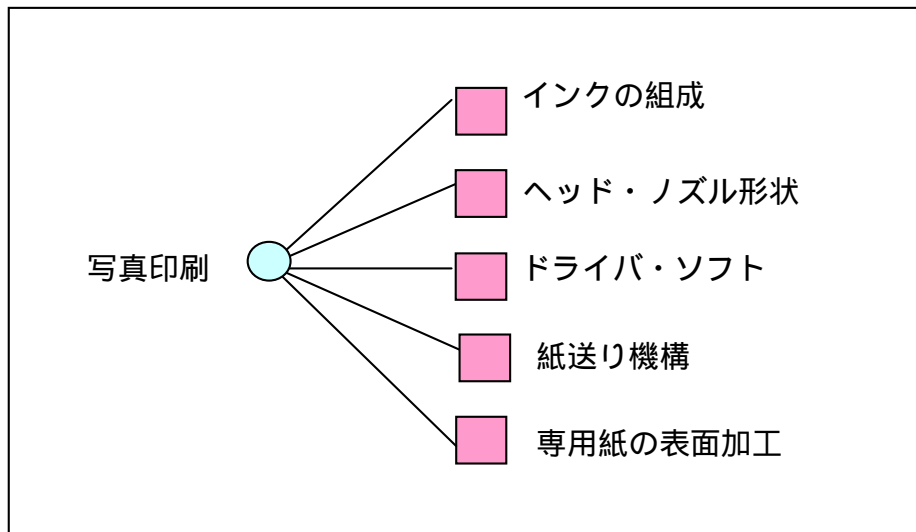 インクの組成
ヘッド・ノズル形状
写真印刷
ドライバ・ソフト
紙送り機構
専用紙の表面加工